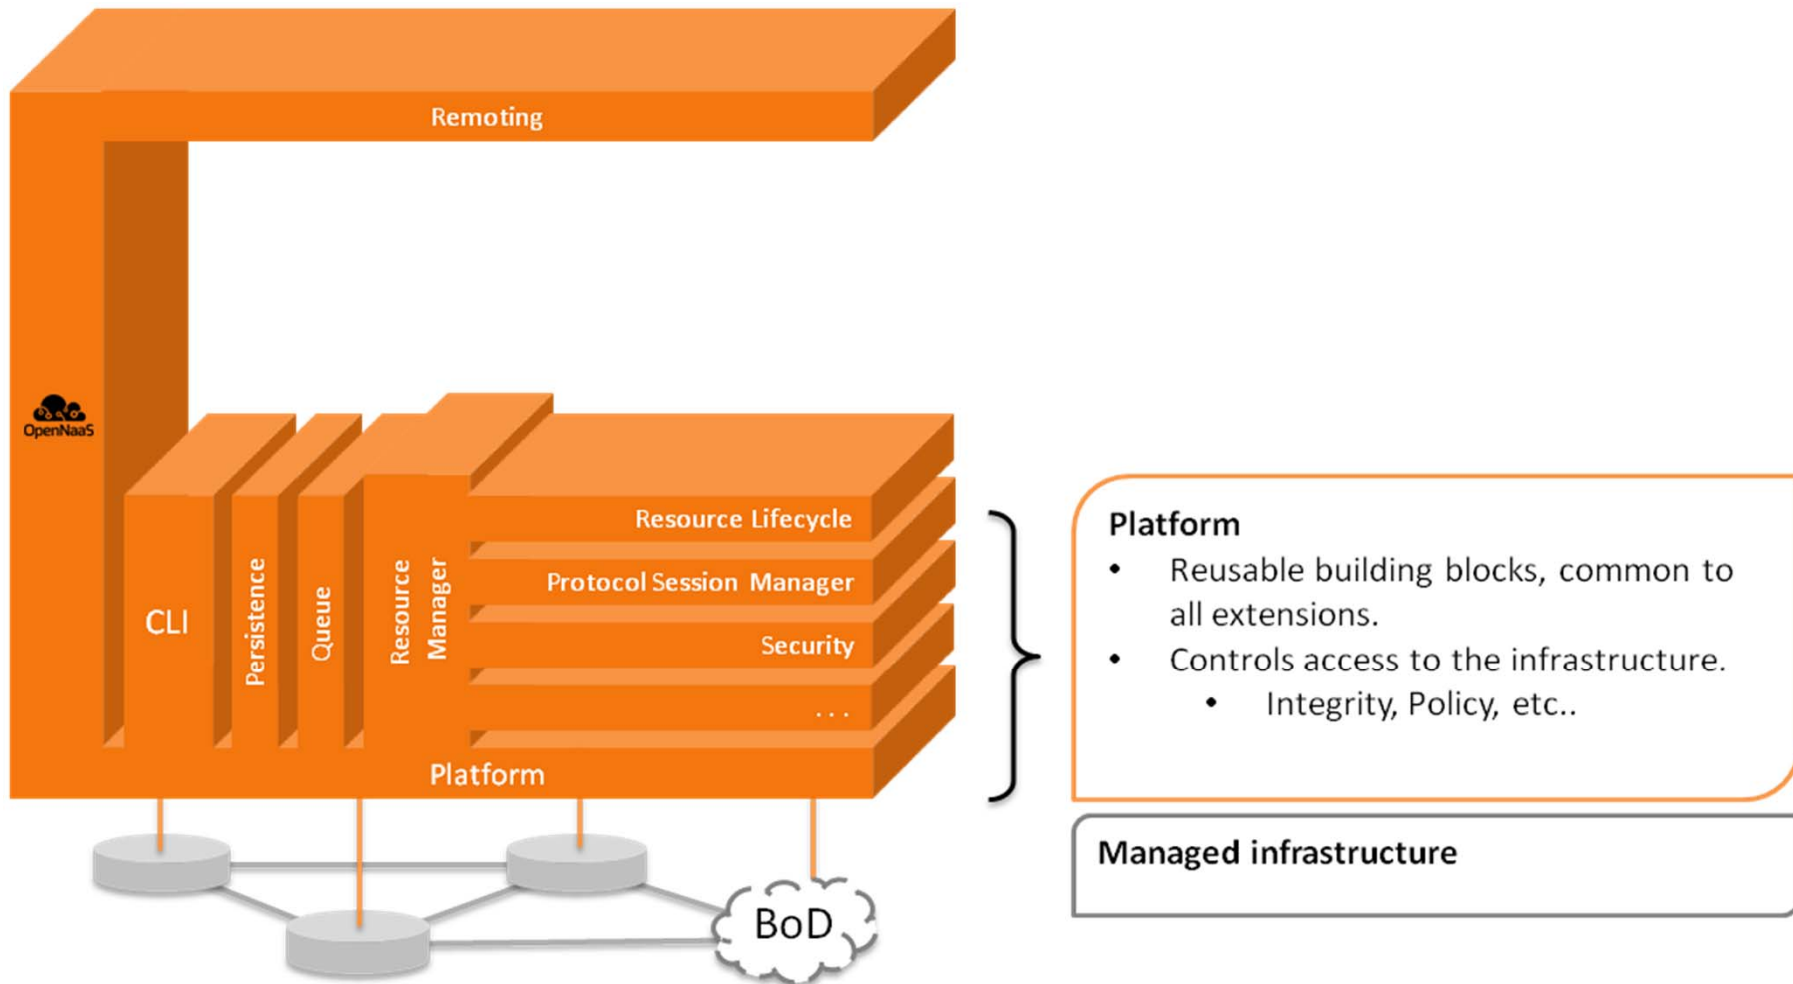 Remoting
OpenNaaS
CLI
Persistence
Queue
Resource
Manager
Resource Lifecycle
Protocol Session Manager
Security
...
Platform
BoD
Platform
• Reusable building blocks, common to
all extensions.
• Controls access to the infrastructure.
• Integrity, Policy, etc..
Managed infrastructure